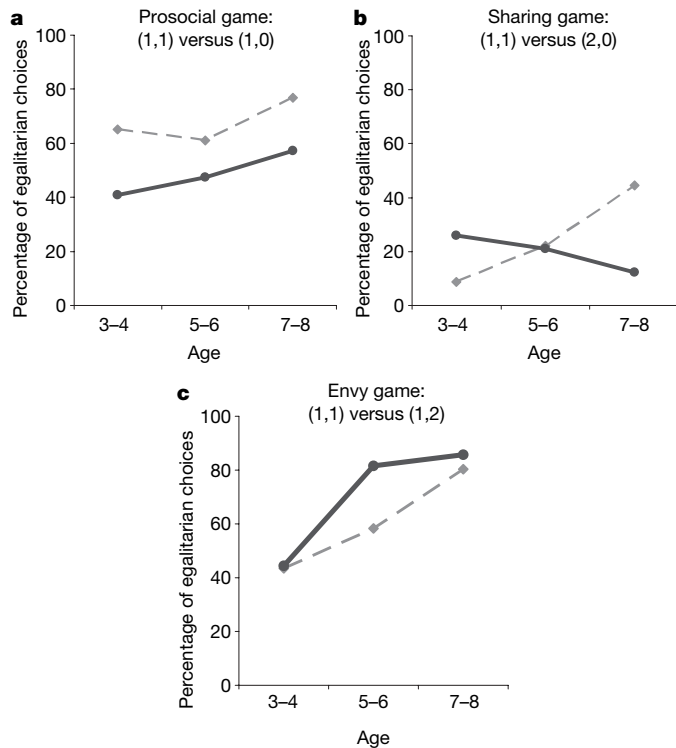 a
Prosocial game:
(1,1) versus (1,0)
Percentage of egalitarian choices
100
80
60
40
20
0
3–4
5–6
7–8
Age
b
Sharing game:
(1,1) versus (2,0)
Percentage of egalitarian choices
100
80
60
40
20
0
3–4
5–6
7–8
Age
c
Envy game:
(1,1) versus (1,2)
Percentage of egalitarian choices
100
80
60
40
20
0
3–4
5–6
7–8
Age